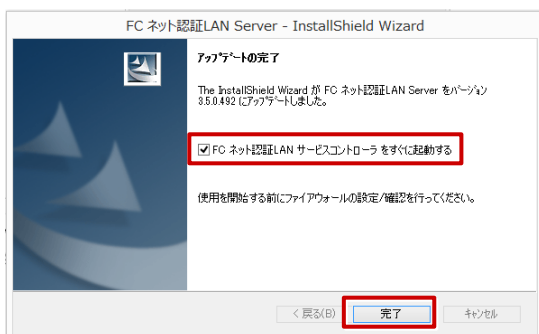 FC ネット認証LAN Server - InstallShield Wizard
アップデートの完了
The InstallShield Wizard が FC ネット認証LAN Server をバージョン
3.5.0.492 にアップデートしました。
FC ネット認証LAN サービスコントローラ をすぐに起動する
使用を開始する前にファイアウォールの設定/確認を行ってください。
< 戻る(B)
完了
キャンセル